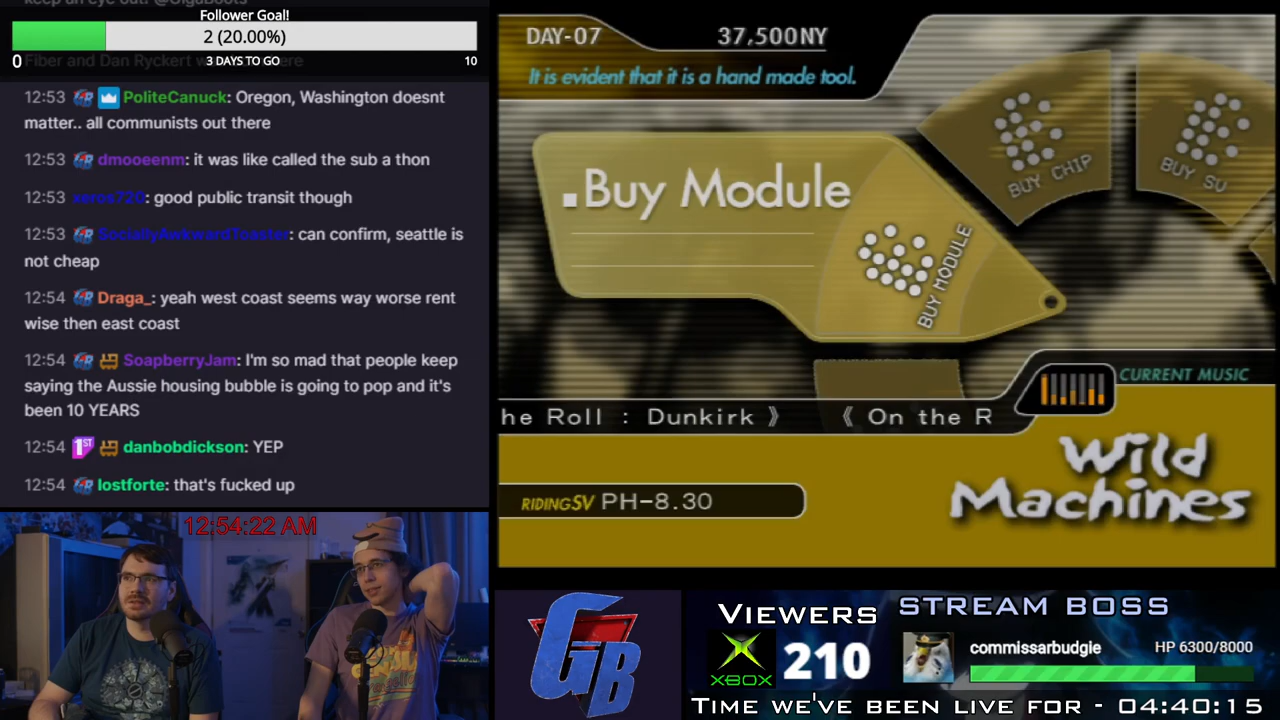 Follower Goal!
2 (20.00%)
0
3 DAYS TO GO
10
12:53 PoliteCanuck: Oregon, Washington doesnt
matter.. all communists out there
12:53 dmooeenm: it was like called the sub a thon
12:53 xeros720: good public transit though
12:53 SociallyAwkwardToaster: can confirm, seattle is
not cheap
12:54 Draga_: yeah west coast seems way worse rent
wise then east coast
12:54 SoapberryJam: I'm so mad that people keep
saying the Aussie housing bubble is going to pop and it's
been 10 YEARS
12:54 1ST danbobdickson: YEP
12:54 lostforte: that's fucked up
12:54:22 AM
DAY-07
37,500NY
It is evident that it is a hand made tool.
Buy Module
BUY MODULE
BUY CHIP
BUY SU
CURRENT MUSIC
he Roll : Dunkirk 》 《 On the R
Wild
Machines
RIDINGSV PH-8.30
GB
VIEWERS
XBOX
210
STREAM BOSS
commissarbudgie
HP 6300/8000
TIME WE'VE BEEN LIVE FOR - 04:40:15